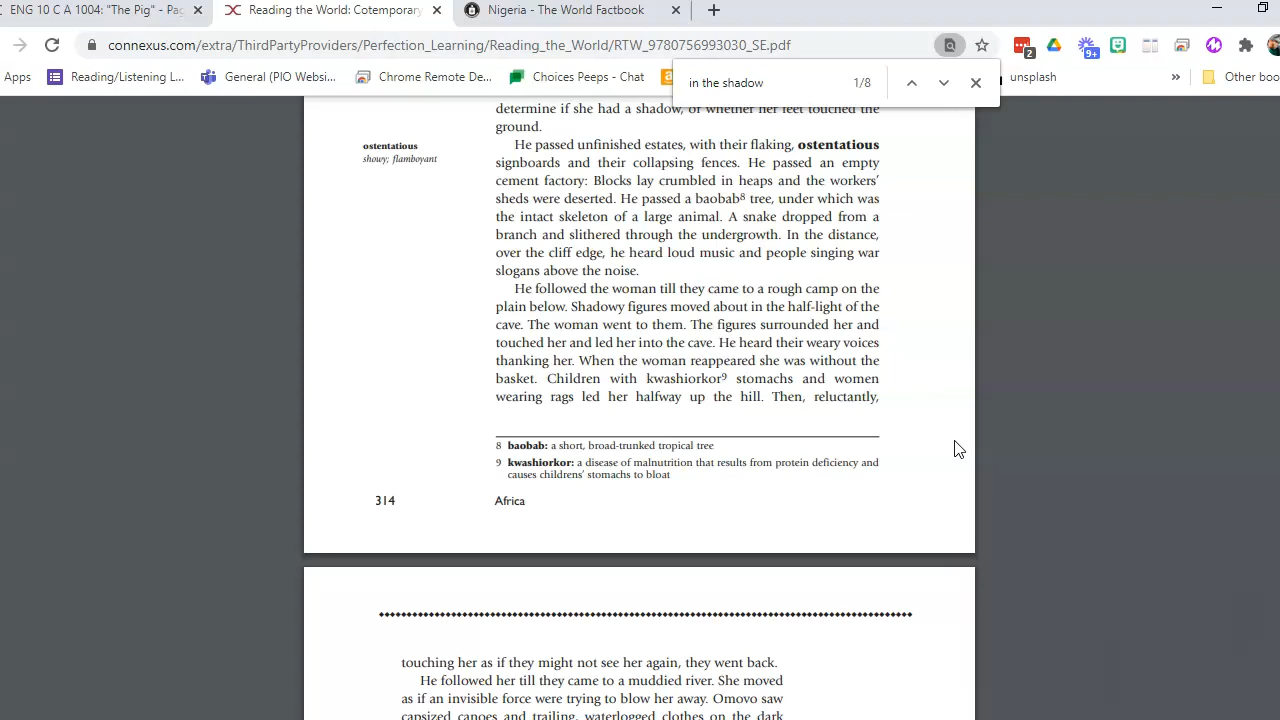 ENG 10 C A 1004: "The Pig" - Pa
Reading the World: Cotemporary
Nigeria - The World Factbook
connexus.com/extra/ThirdPartyProviders/Perfection_Learning/Reading_the_World/RTW_9780756993030_SE.pdf
2
9+
Apps
Reading/Listening L...
General (PIO Websi...
Chrome Remote De...
Choices Peeps - Chat
unsplash
Other boo
in the shadow
1/8
determine if she had a shadow, or whether her feet touched the
ground.
ostentatious
showy; flamboyant
He passed unfinished estates, with their flaking, ostentatious
signboards and their collapsing fences. He passed an empty
cement factory: Blocks lay crumbled in heaps and the workers'
sheds were deserted. He passed a baobab8 tree, under which was
the intact skeleton of a large animal. A snake dropped from a
branch and slithered through the undergrowth. In the distance,
over the cliff edge, he heard loud music and people singing war
slogans above the noise.
He followed the woman till they came to a rough camp on the
plain below. Shadowy figures moved about in the half-light of the
cave. The woman went to them. The figures surrounded her and
touched her and led her into the cave. He heard their weary voices
thanking her. When the woman reappeared she was without the
basket. Children with kwashiorkor9 stomachs and women
wearing rags led her halfway up the hill. Then, reluctantly,
8 baobab: a short, broad-trunked tropical tree
9 kwashiorkor: a disease of malnutrition that results from protein deficiency and
causes childrens' stomachs to bloat
314
Africa
touching her as if they might not see her again, they went back.
He followed her till they came to a muddied river. She moved
as if an invisible force were trying to blow her away. Omovo saw
capsized canoes and trailing, waterlogged clothes on the dark